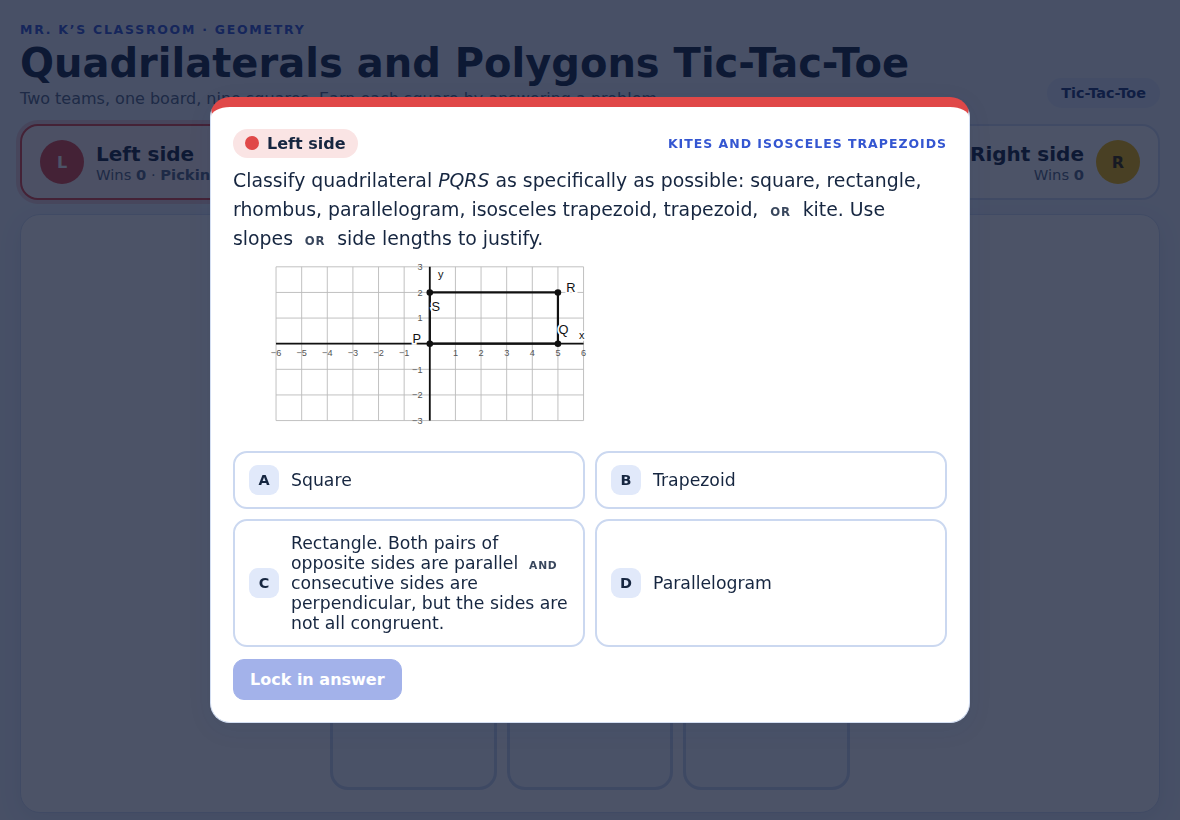 MR. K'S CLASSROOM · GEOMETRY
Quadrilaterals and Polygons Tic-Tac-Toe
Two teams, one board, nine squares. Earn each square by answering a problem.
Tic-Tac-Toe
L
Left side
Wins 0 · Pickin
Right side
Wins 0
R
Left side
KITES AND ISOSCELES TRAPEZOIDS
Classify quadrilateral PQRS as specifically as possible: square, rectangle,
rhombus, parallelogram, isosceles trapezoid, trapezoid, OR kite. Use
slopes OR side lengths to justify.
3
y
2
R
S
1
Q
x
P
−6 −5 −4 −3 −2 −1 1 2 3 4 5 6
−1
−2
−3
A Square
B Trapezoid
C
Rectangle. Both pairs of
opposite sides are parallel AND
consecutive sides are
perpendicular, but the sides are
not all congruent.
D Parallelogram
Lock in answer